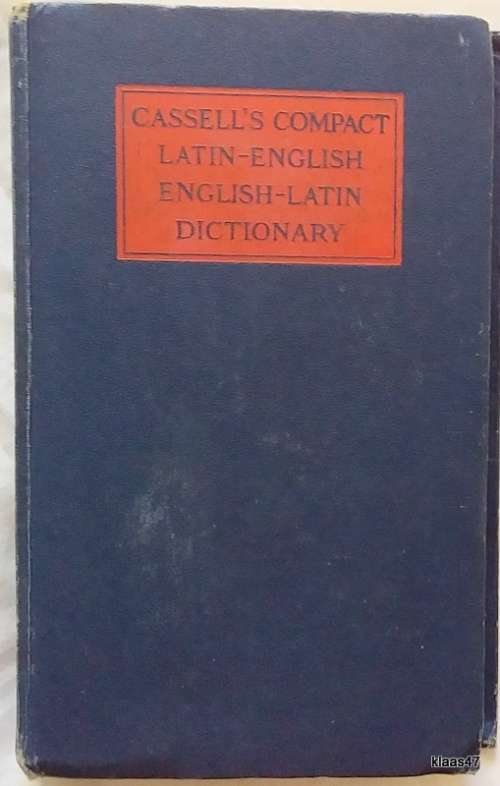 CASSELL'S COMPACT
LATIN-ENGLISH
ENGLISH-LATIN
DICTIONARY
klaas47